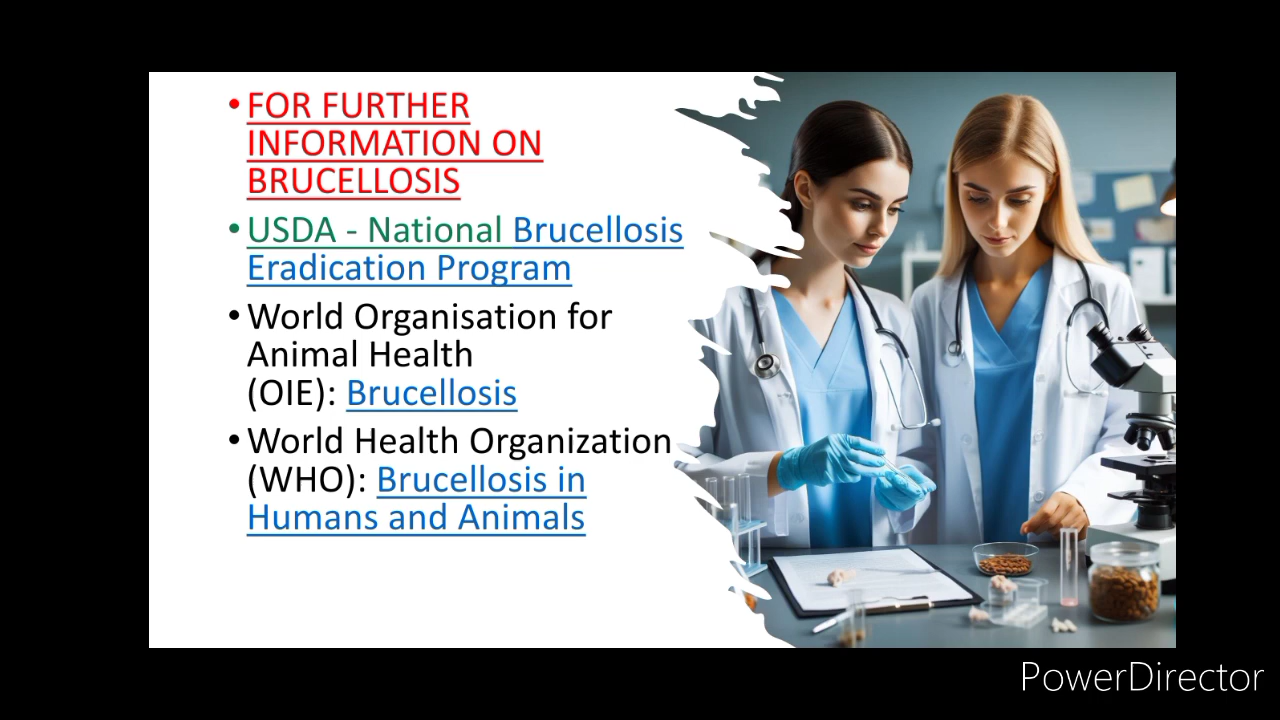 • FOR FURTHER
INFORMATION ON
BRUCELLOSIS
• USDA - National Brucellosis
Eradication Program
• World Organisation for
Animal Health
(OIE): Brucellosis
• World Health Organization
(WHO): Brucellosis in
Humans and Animals
PowerDirector